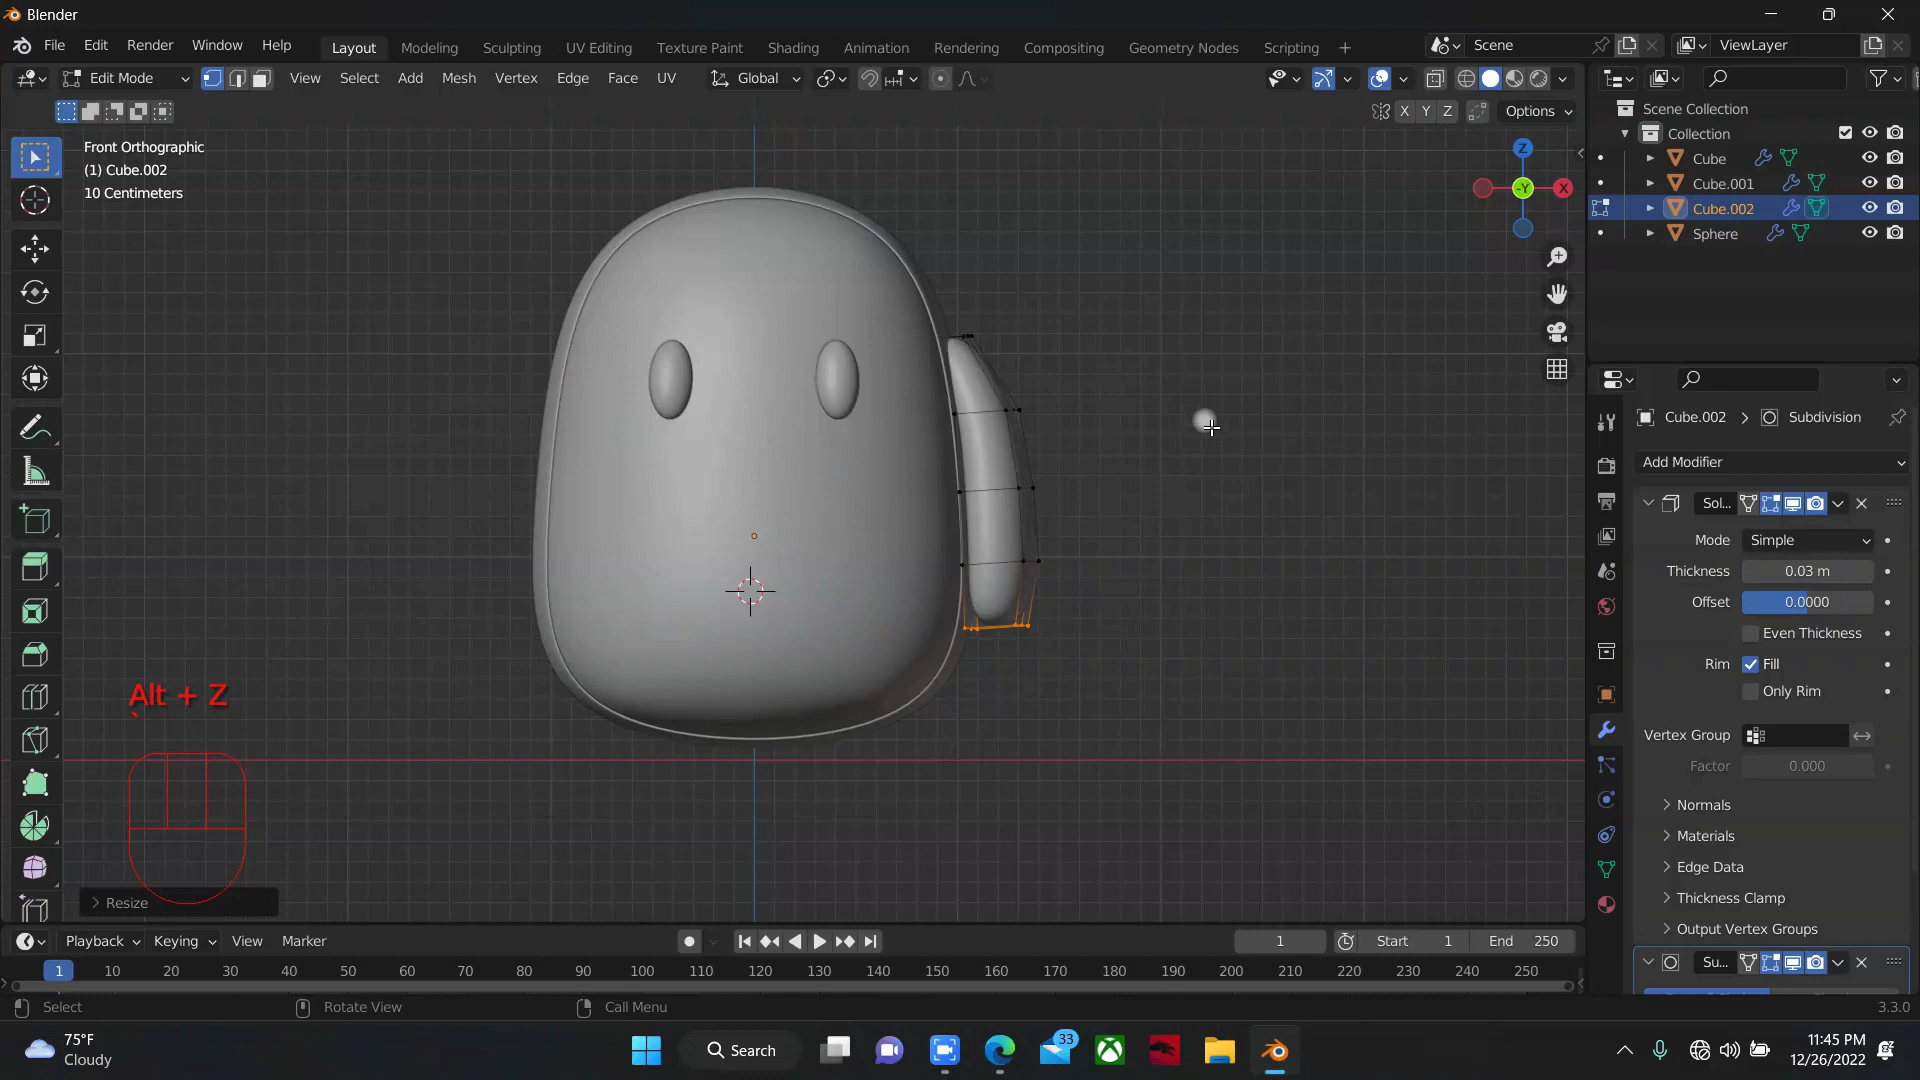 Blender
File Edit Render Window Help
Layout Modeling Sculpting UV Editing Texture Paint Shading Animation Rendering Compositing Geometry Nodes Scripting +
Scene
ViewLayer
Edit Mode
View Select Add Mesh Vertex Edge Face UV
Global
X Y Z
Options
Front Orthographic
(1) Cube.002
10 Centimeters
Z
-Y
X
Scene Collection
Collection
Cube
Cube.001
Cube.002
Sphere
Cube.002 > Subdivision
Add Modifier
Sol...
Mode Simple
Thickness 0.03 m
Offset 0.0000
Even Thickness
Rim Fill
Only Rim
Vertex Group
Factor 0.000
Normals
Materials
Edge Data
Thickness Clamp
Output Vertex Groups
Su...
Alt + Z
`
Resize
Playback Keying View Marker
1
Start 1
End 250
1 10 20 30 40 50 60 70 80 90 100 110 120 130 140 150 160 170 180 190 200 210 220 230 240 250
Select
Rotate View
Call Menu
3.3.0
75°F
Cloudy
Search
33
11:45 PM
12/26/2022